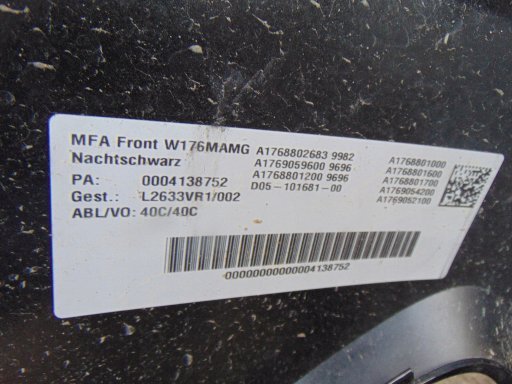 MFA Front W176MAMG A1768802683 9982
Nachtschwarz A1769059600 9696 A1768801000
PA: 0004138752 A1768801200 9696 A1768801600
Gest.: L2633VR1/002 D05-101681-00 A1768801700
ABL/VO: 40C/40C A1769054200
A1769052100
00000000000004138752